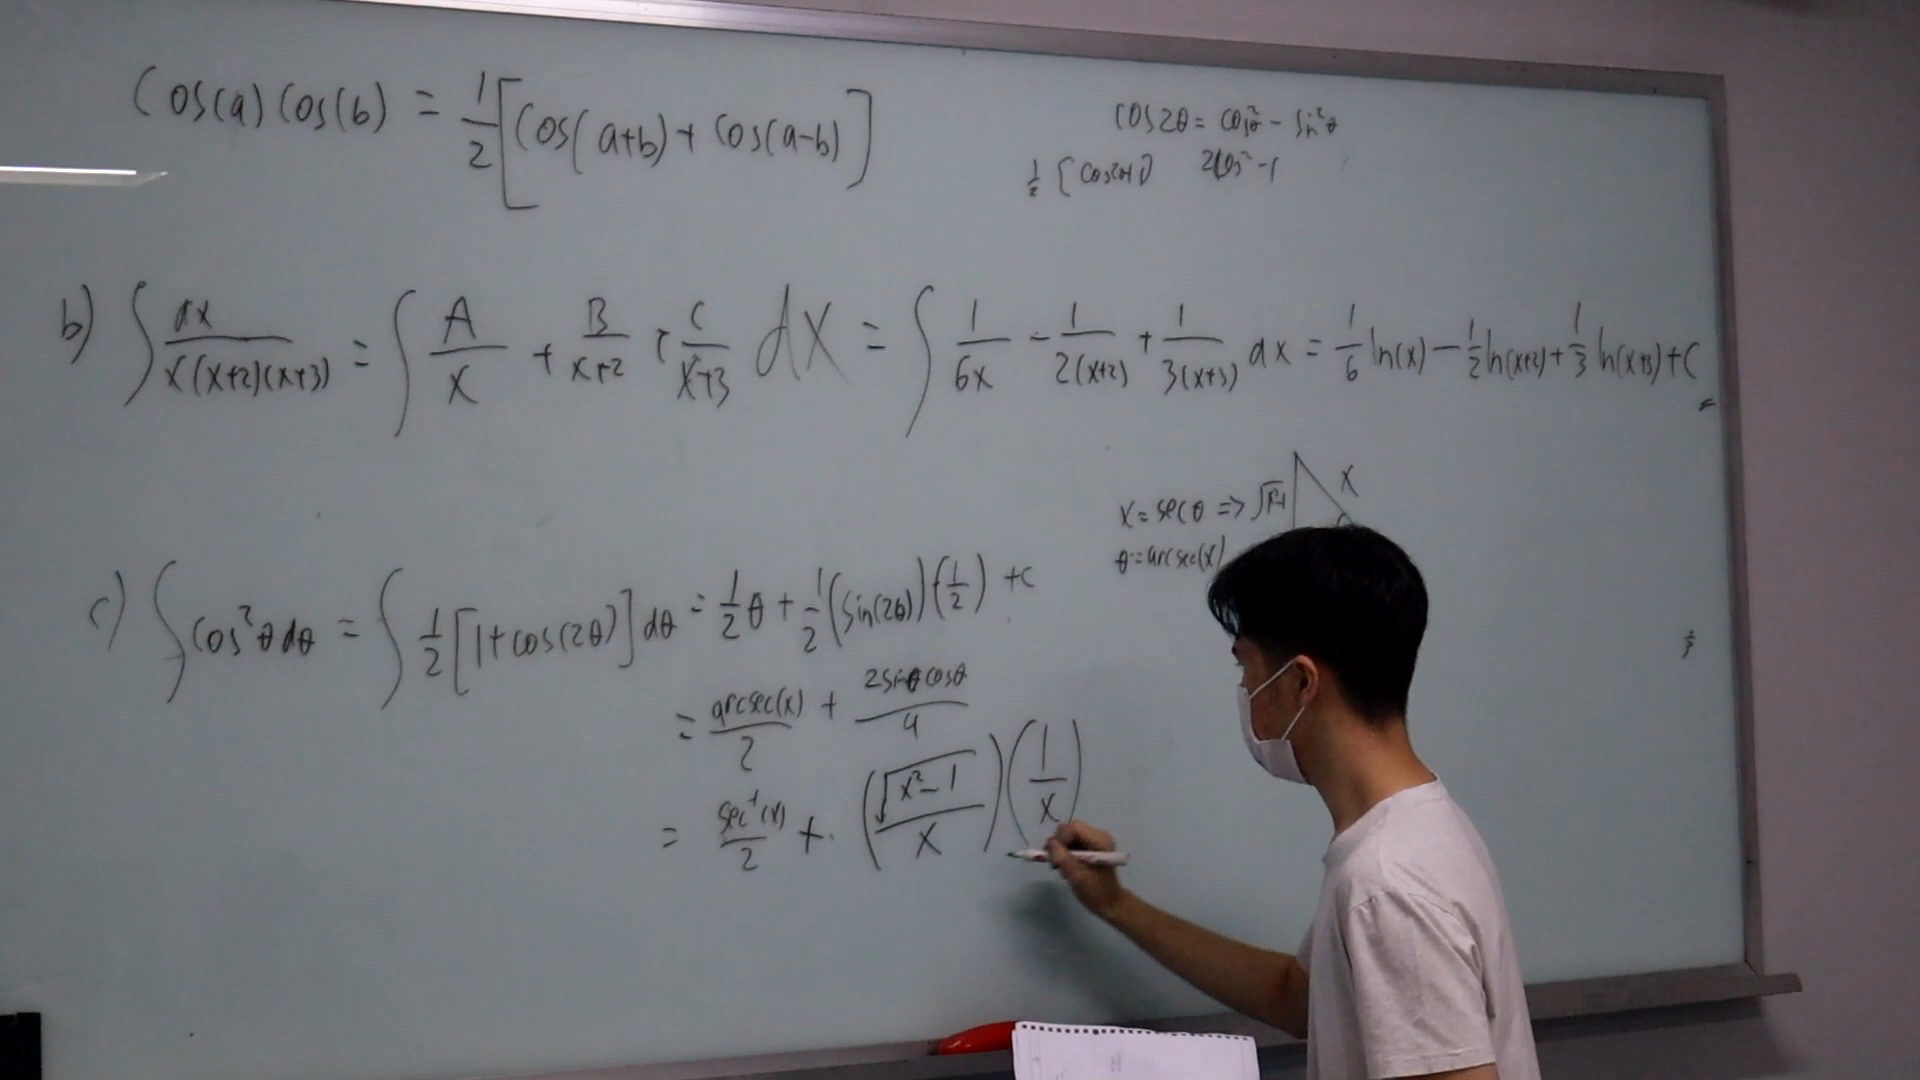 Cos(a) Cos(b) = 1/2 [Cos(a+b) + Cos(a-b)]
cos2θ = cos²θ - sin²θ
1/2 [cos2θ+1] 2cos² - 1
b) ∫ dx / x(x+2)(x+3) = ∫ A/x + B/x+2 + C/x+3 dx = ∫ 1/6x - 1/2(x+2) + 1/3(x+3) dx = 1/6 ln(x) - 1/2 ln(x+2) + 1/3 ln(x+3) + C
x = secθ => √x²-1 x
θ = arcsec(x)
c) ∫ cos²θ dθ = ∫ 1/2 [1+cos(2θ)] dθ = 1/2 θ + 1/2 (sin(2θ)) (1/2) + C
= arcsec(x)/2 + 2sinθcosθ/4
= sec⁻¹(x)/2 + (√x²-1/x)(1/x)